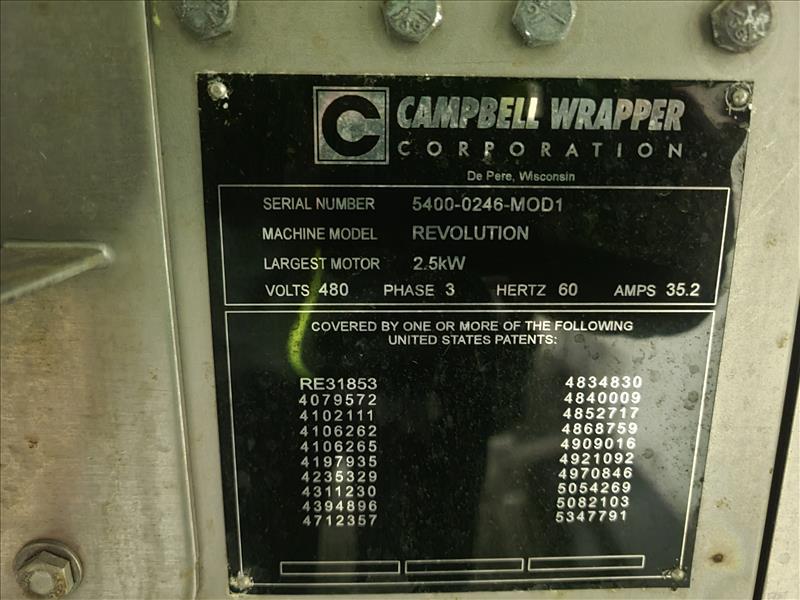 C CAMPBELL WRAPPER
CORPORATION
De Pere, Wisconsin
SERIAL NUMBER 5400-0246-MOD1
MACHINE MODEL REVOLUTION
LARGEST MOTOR 2.5kW
VOLTS 480 PHASE 3 HERTZ 60 AMPS 35.2
COVERED BY ONE OR MORE OF THE FOLLOWING
UNITED STATES PATENTS:
RE31853 4834830
4079572 4840009
4102111 4852717
4106262 4868759
4106265 4909016
4197935 4921092
4235329 4970846
4311230 5054269
4394896 5082103
4712357 5347791